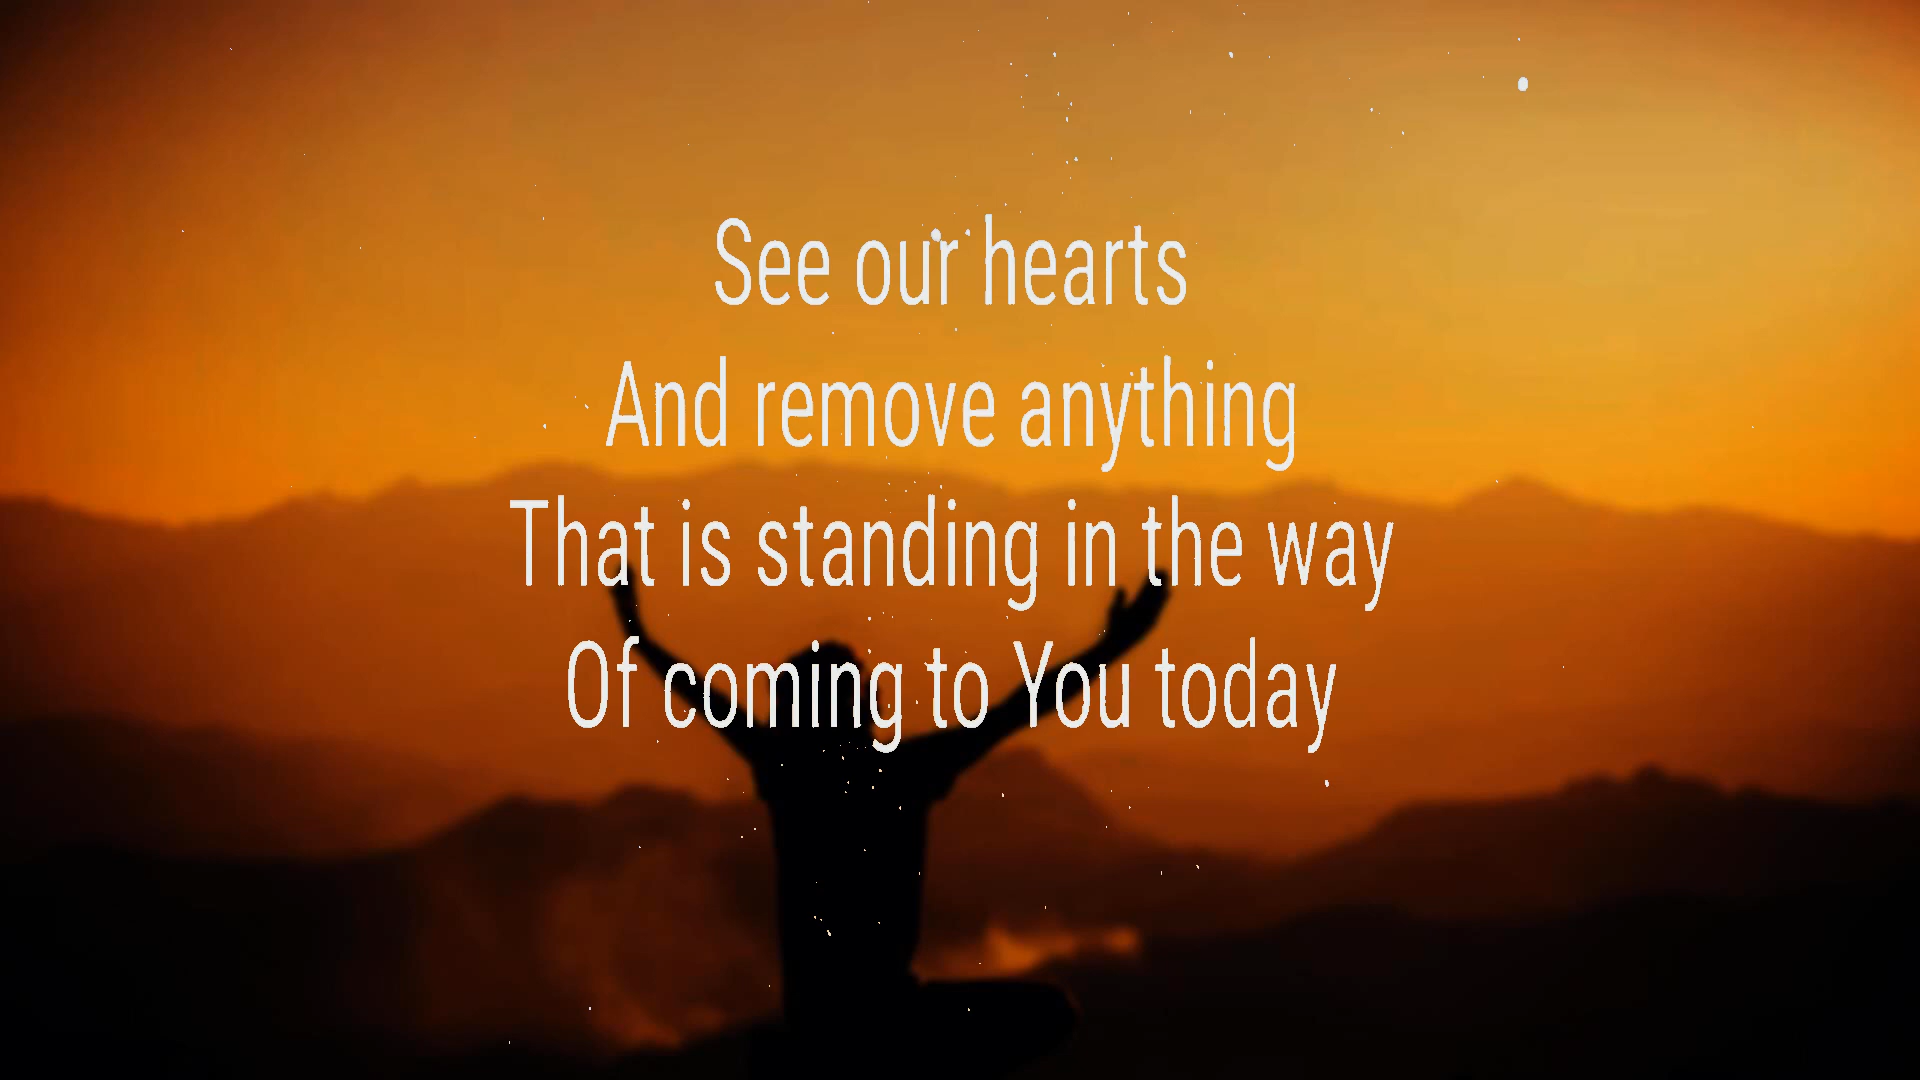 See our hearts
And remove anything
That is standing in the way
Of coming to You today